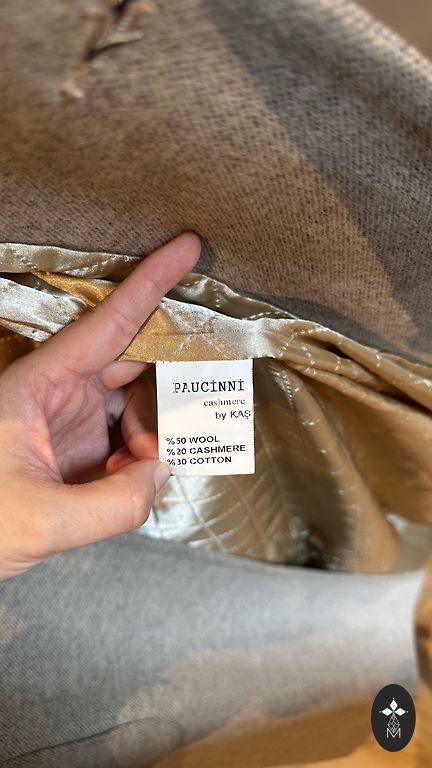 PAUCİNNİ
cashmere
by KAŞ
%50 WOOL
%20 CASHMERE
%30 COTTON
M